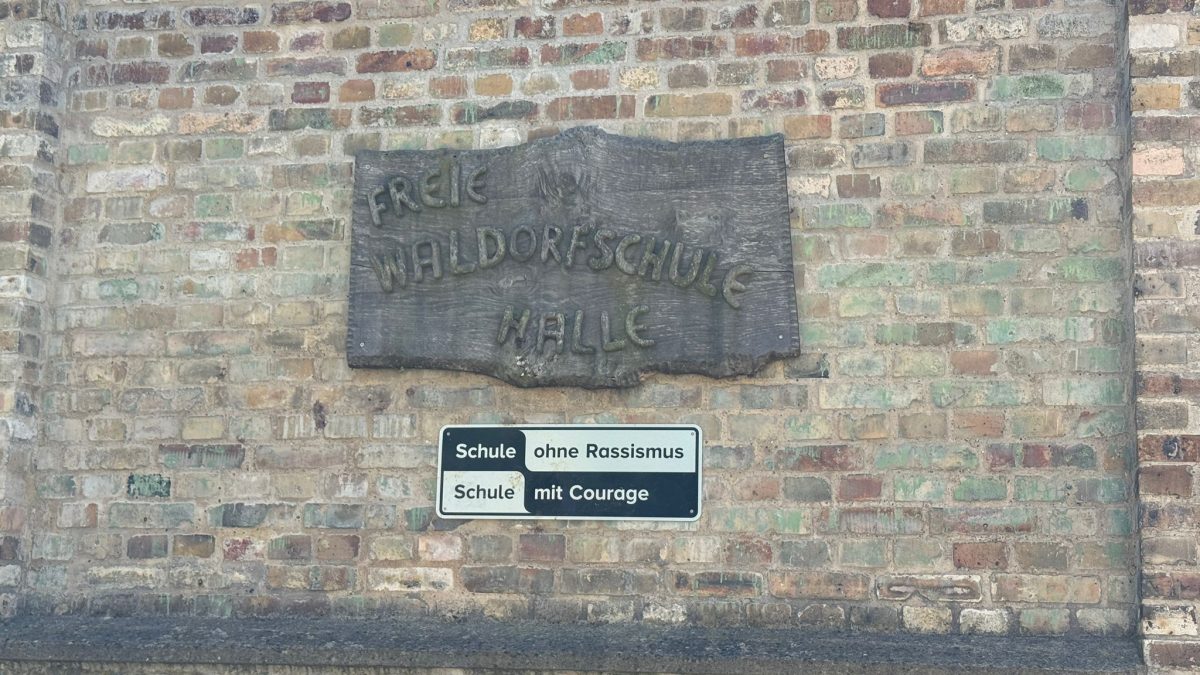 FREIE
WALDORFSCHULE
HALLE
Schule ohne Rassismus
Schule mit Courage